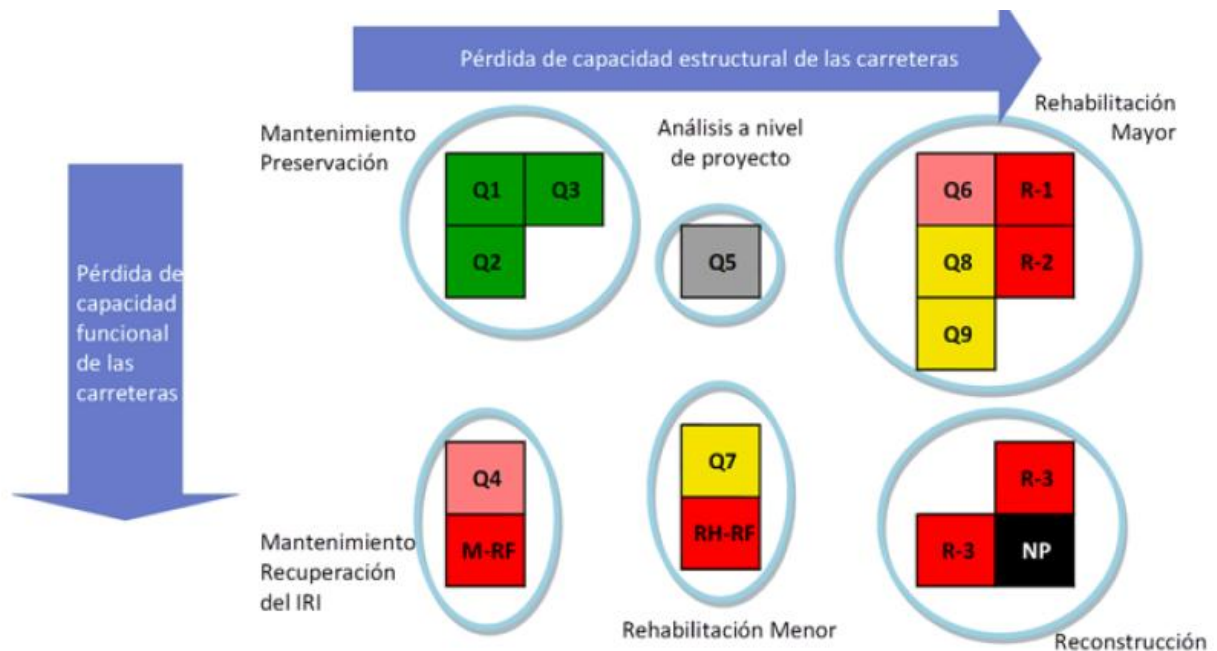 Pérdida de capacidad estructural de las carreteras
Mantenimiento
Preservación
Análisis a nivel
de proyecto
Rehabilitación
Mayor
Pérdida de
capacidad
funcional
de las
carreteras
Q1 Q3
Q2
Q5
Q6 R-1
Q8 R-2
Q9
Q4
M-RF
Mantenimiento
Recuperación
del IRI
Q7
RH-RF
Rehabilitación Menor
R-3
R-3 NP
Reconstrucción